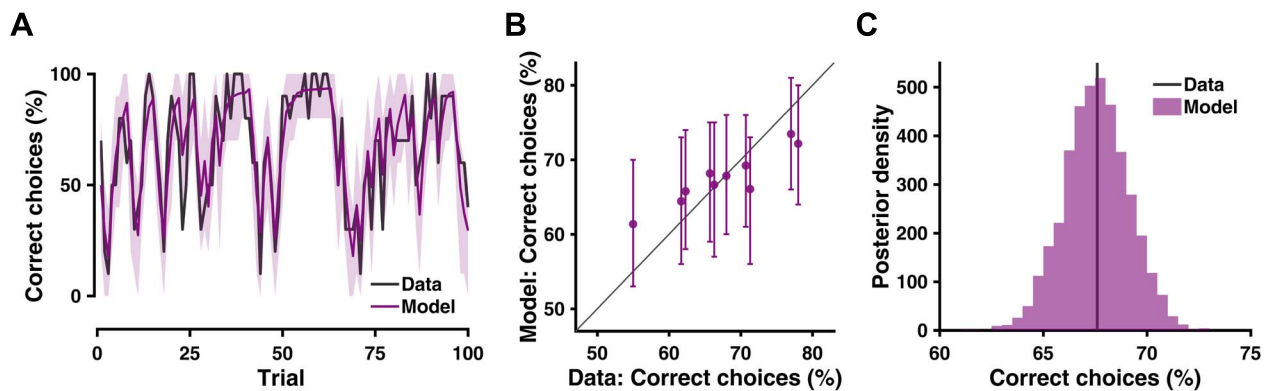 A
Correct choices (%)
100
50
0
Data
Model
0
25
50
75
100
Trial
B
Model: Correct choices (%)
80
70
60
50
50
60
70
80
Data: Correct choices (%)
C
Posterior density
500
400
300
200
100
0
Data
Model
60
65
70
75
Correct choices (%)